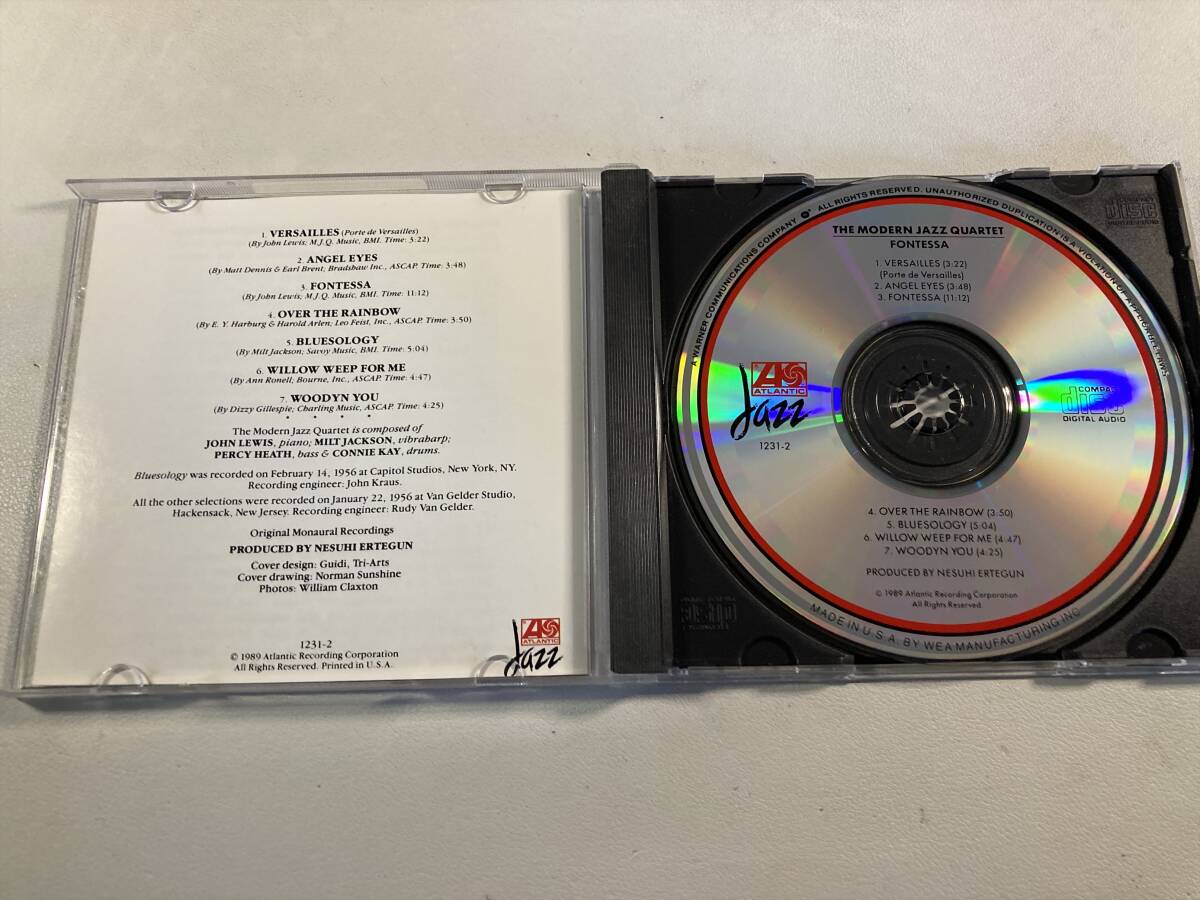 1. VERSAILLES (Porte de Versailles)
(By John Lewis; M.J.Q. Music, BMI. Time: 3:22)
2. ANGEL EYES
(By Matt Dennis & Earl Brent; Bradshaw Inc., ASCAP. Time: 3:48)
3. FONTESSA
(By John Lewis; M.J.Q. Music, BMI. Time: 11:12)
4. OVER THE RAINBOW
(By E. Y. Harburg & Harold Arlen; Leo Feist, Inc., ASCAP. Time: 3:50)
5. BLUESOLOGY
(By Milt Jackson; Savoy Music, BMI. Time: 5:04)
6. WILLOW WEEP FOR ME
(By Ann Ronell; Bourne, Inc., ASCAP. Time: 4:47)
7. WOODYN YOU
(By Dizzy Gillespie; Charling Music, ASCAP. Time: 4:25)
The Modern Jazz Quartet is composed of
JOHN LEWIS, piano; MILT JACKSON, vibraharp;
PERCY HEATH, bass & CONNIE KAY, drums.
Bluesology was recorded on February 14, 1956 at Capitol Studios, New York, NY.
Recording engineer: John Kraus.
All the other selections were recorded on January 22, 1956 at Van Gelder Studio,
Hackensack, New Jersey. Recording engineer: Rudy Van Gelder.
Original Monaural Recordings
PRODUCED BY NESUHI ERTEGUN
Cover design: Guidi, Tri-Arts
Cover drawing: Norman Sunshine
Photos: William Claxton
1231-2
© 1989 Atlantic Recording Corporation
All Rights Reserved. Printed in U.S.A.
ATLANTIC
Jazz
A WARNER COMMUNICATIONS COMPANY ALL RIGHTS RESERVED. UNAUTHORIZED DUPLICATION IS A VIOLATION OF APPLICABLE LAWS.
THE MODERN JAZZ QUARTET
FONTESSA
1. VERSAILLES (3:22)
(Porte de Versailles)
2. ANGEL EYES (3:48)
3. FONTESSA (11:12)
ATLANTIC
Jazz
1231-2
COMPACT
disc
DIGITAL AUDIO
4. OVER THE RAINBOW (3:50)
5. BLUESOLOGY (5:04)
6. WILLOW WEEP FOR ME (4:47)
7. WOODYN YOU (4:25)
PRODUCED BY NESUHI ERTEGUN
© 1989 Atlantic Recording Corporation
All Rights Reserved.
MADE IN U.S.A. BY WEA MANUFACTURING INC.
disc